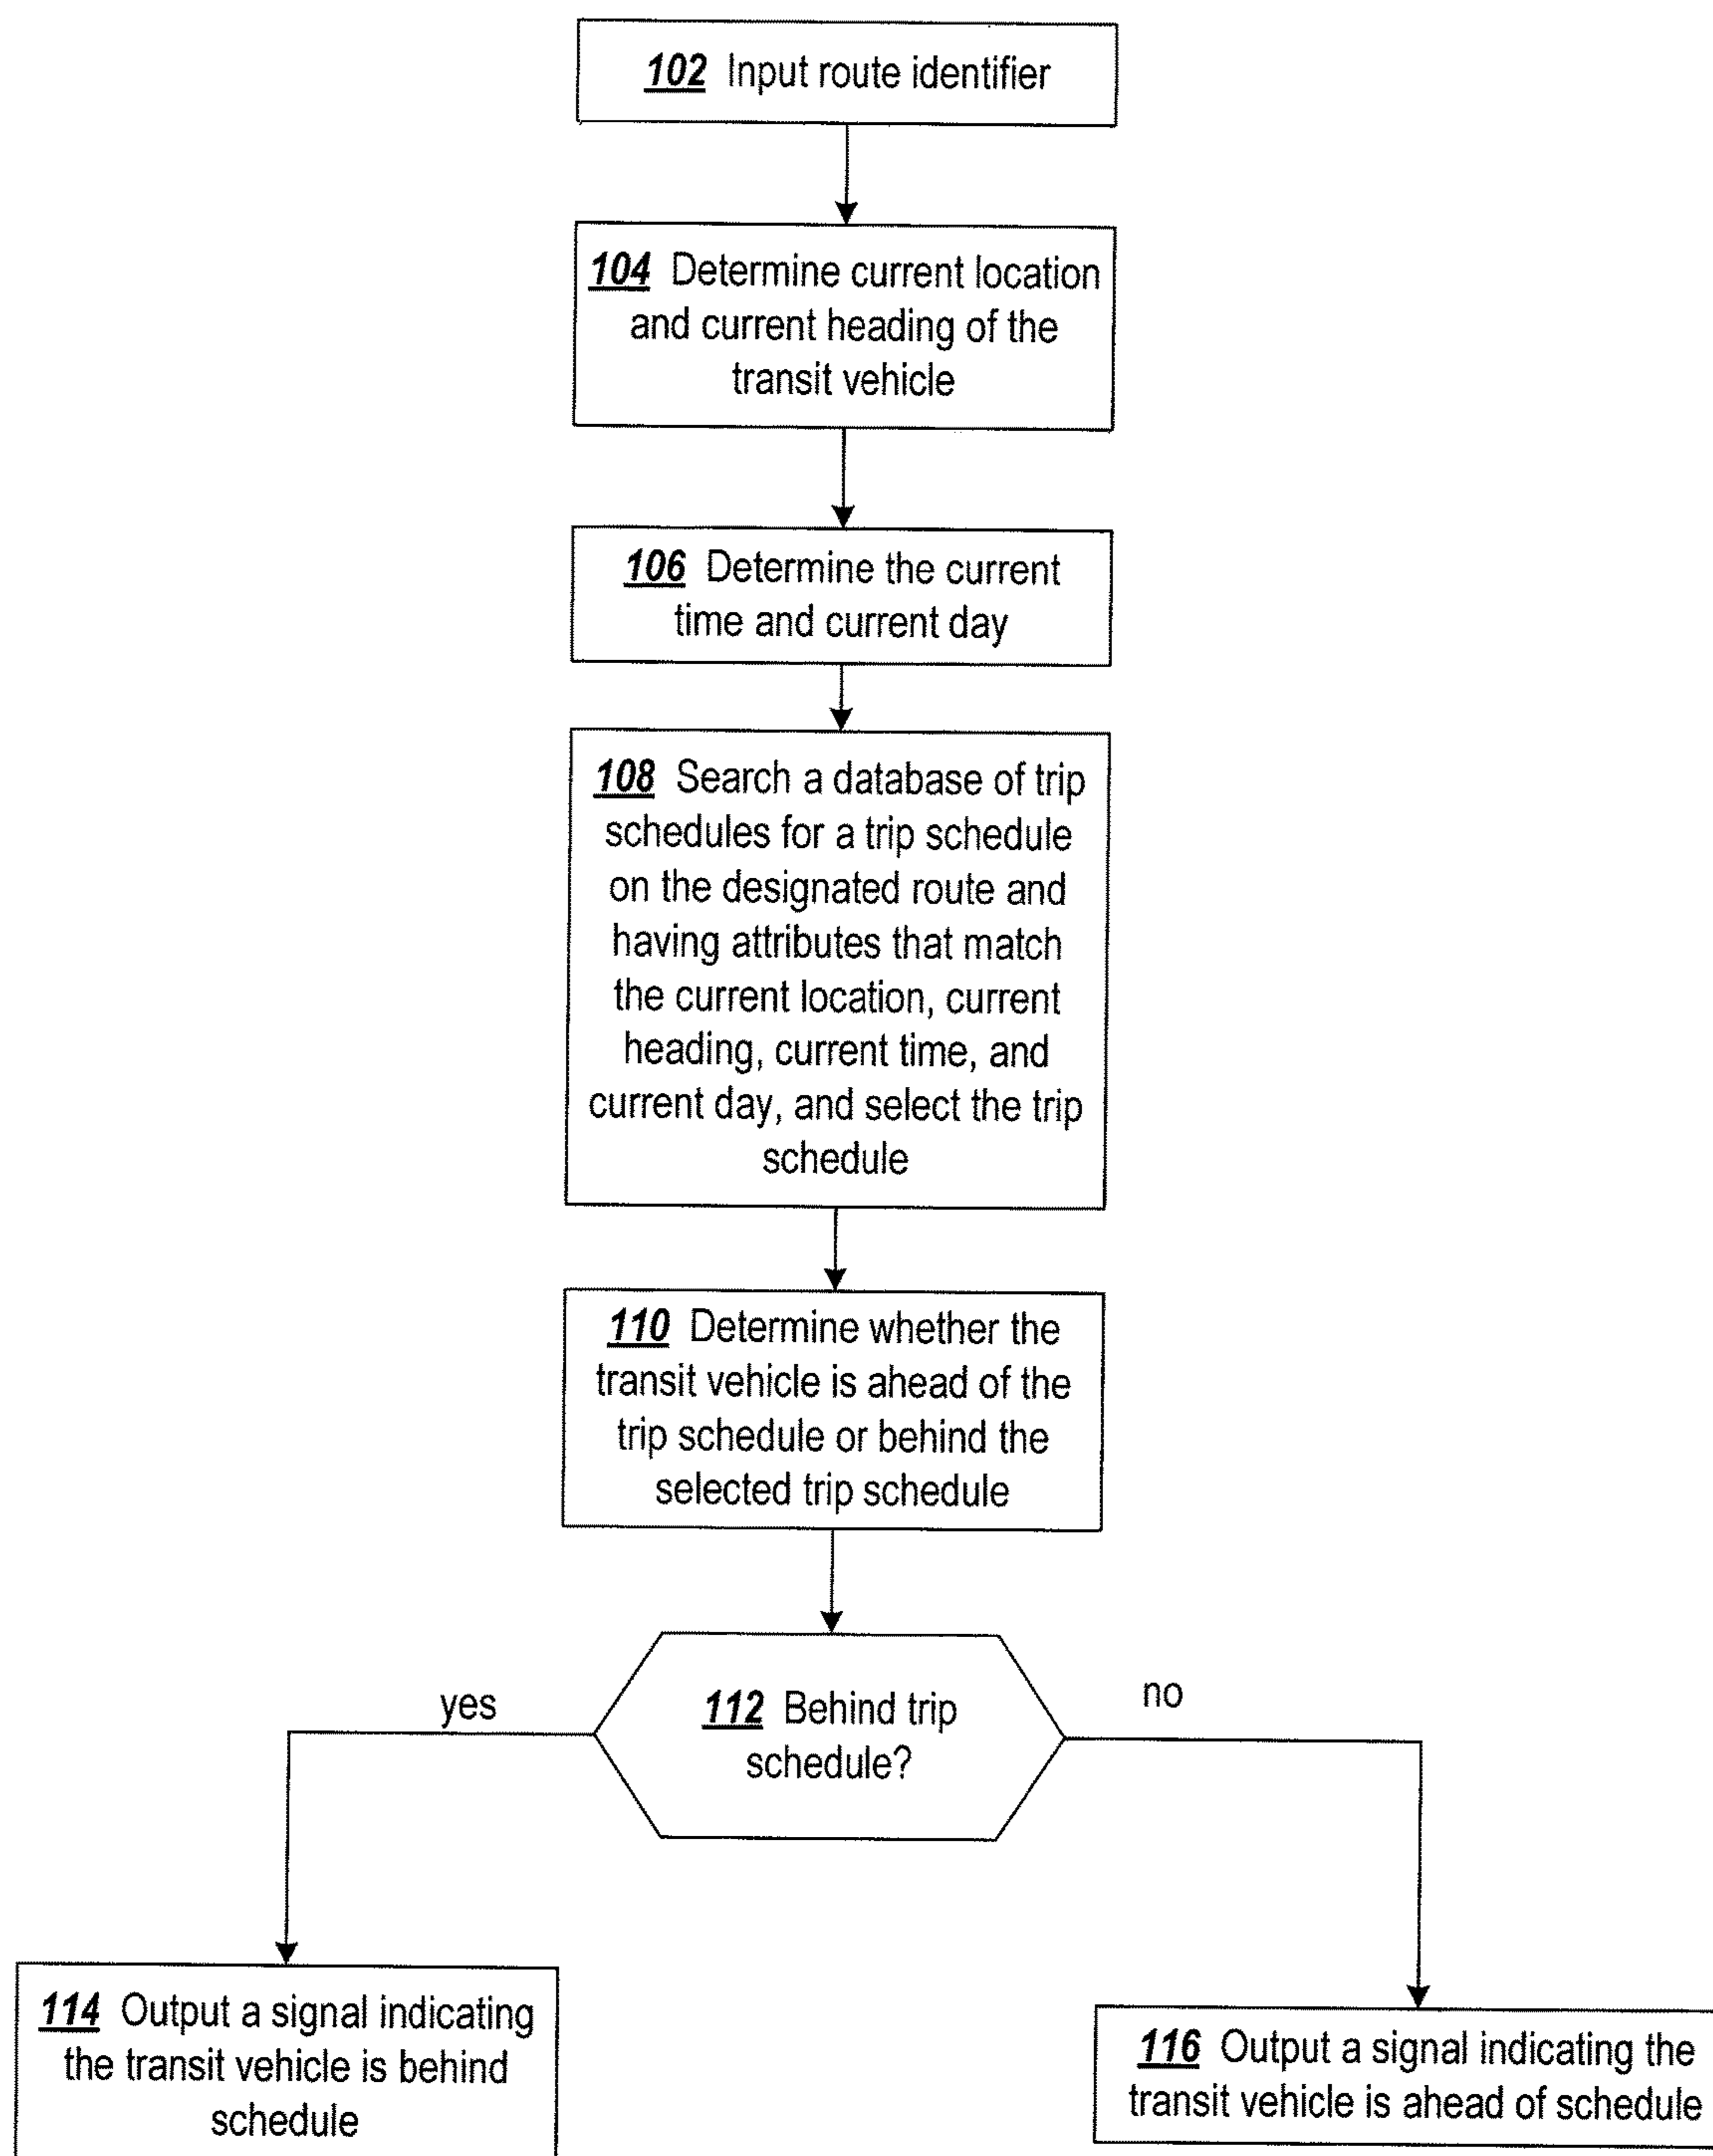 102 Input route identifier
104 Determine current location
and current heading of the
transit vehicle
106 Determine the current
time and current day
108 Search a database of trip
schedules for a trip schedule
on the designated route and
having attributes that match
the current location, current
heading, current time, and
current day, and select the trip
schedule
110 Determine whether the
transit vehicle is ahead of the
trip schedule or behind the
selected trip schedule
yes
112 Behind trip
schedule?
no
114 Output a signal indicating
the transit vehicle is behind
schedule
116 Output a signal indicating the
transit vehicle is ahead of schedule